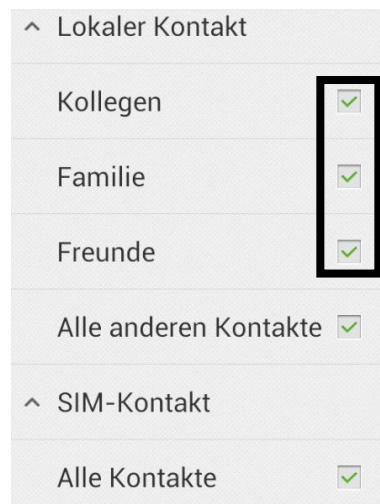 Lokaler Kontakt
Kollegen
Familie
Freunde
Alle anderen Kontakte
SIM-Kontakt
Alle Kontakte